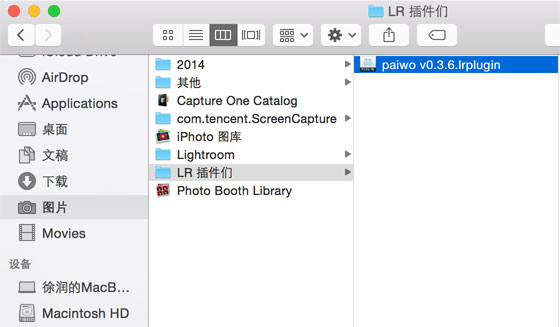 LR 插件们
iCloud Drive
AirDrop
Applications
桌面
文稿
下载
图片
Movies
设备
徐润的MacB...
Macintosh HD
2014
其他
Capture One Catalog
com.tencent.ScreenCapture
iPhoto 图库
Lightroom
LR 插件们
Photo Booth Library
paiwo v0.3.6.lrplugin